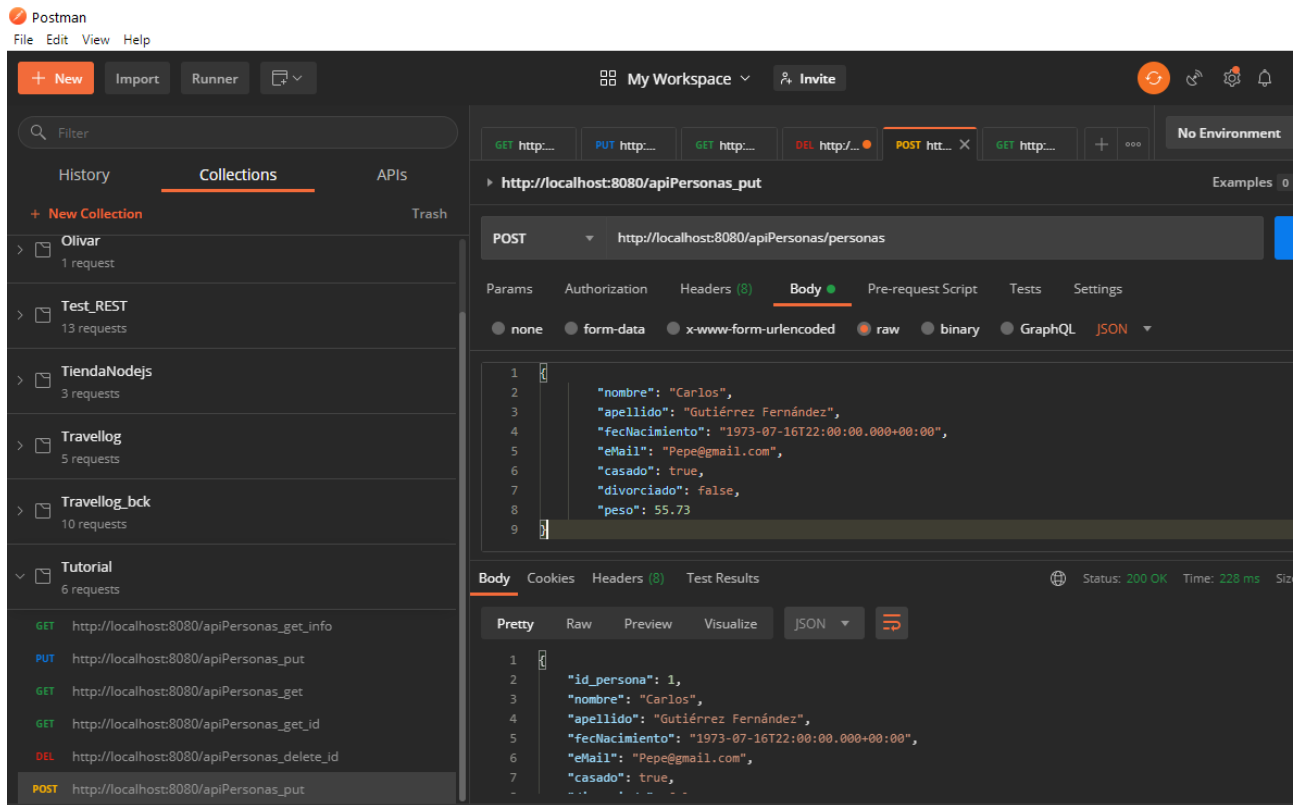 Postman
File Edit View Help
+ New Import Runner My Workspace Invite
Filter
History Collections APIs
+ New Collection Trash
Olivar
1 request
Test_REST
13 requests
TiendaNodejs
3 requests
Travellog
5 requests
Travellog_bck
10 requests
Tutorial
6 requests
GET http://localhost:8080/apiPersonas_get_info
PUT http://localhost:8080/apiPersonas_put
GET http://localhost:8080/apiPersonas_get
GET http://localhost:8080/apiPersonas_get_id
DEL http://localhost:8080/apiPersonas_delete_id
POST http://localhost:8080/apiPersonas_put
GET http:.... PUT http:.... GET http:.... DEL http:/... POST htt... GET http:.... + ooo No Environment
http://localhost:8080/apiPersonas_put Examples 0
POST http://localhost:8080/apiPersonas/personas
Params Authorization Headers (8) Body Pre-request Script Tests Settings
none form-data x-www-form-urlencoded raw binary GraphQL JSON
1 {
2 "nombre": "Carlos",
3 "apellido": "Gutiérrez Fernández",
4 "fecNacimiento": "1973-07-16T22:00:00.000+00:00",
5 "eMail": "Pepe@gmail.com",
6 "casado": true,
7 "divorciado": false,
8 "peso": 55.73
9 }
Body Cookies Headers (8) Test Results Status: 200 OK Time: 228 ms
Pretty Raw Preview Visualize JSON
1 {
2 "id_persona": 1,
3 "nombre": "Carlos",
4 "apellido": "Gutiérrez Fernández",
5 "fecNacimiento": "1973-07-16T22:00:00.000+00:00",
6 "eMail": "Pepe@gmail.com",
7 "casado": true,